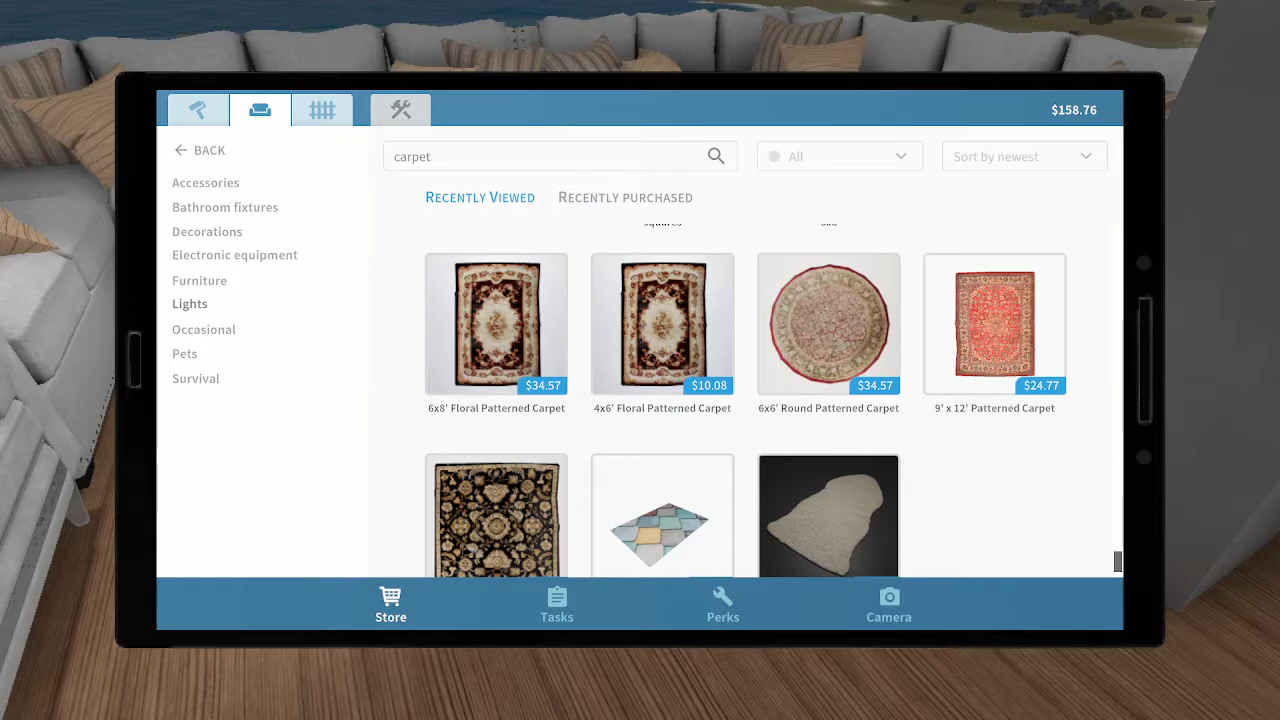 $158.76
BACK
carpet
All
Sort by newest
Accessories
Bathroom fixtures
Decorations
Electronic equipment
Furniture
Lights
Occasional
Pets
Survival
RECENTLY VIEWED
RECENTLY PURCHASED
squares
$34.57
$10.08
$34.57
$24.77
6x8' Floral Patterned Carpet
4x6' Floral Patterned Carpet
6x6' Round Patterned Carpet
9' x 12' Patterned Carpet
Store
Tasks
Perks
Camera